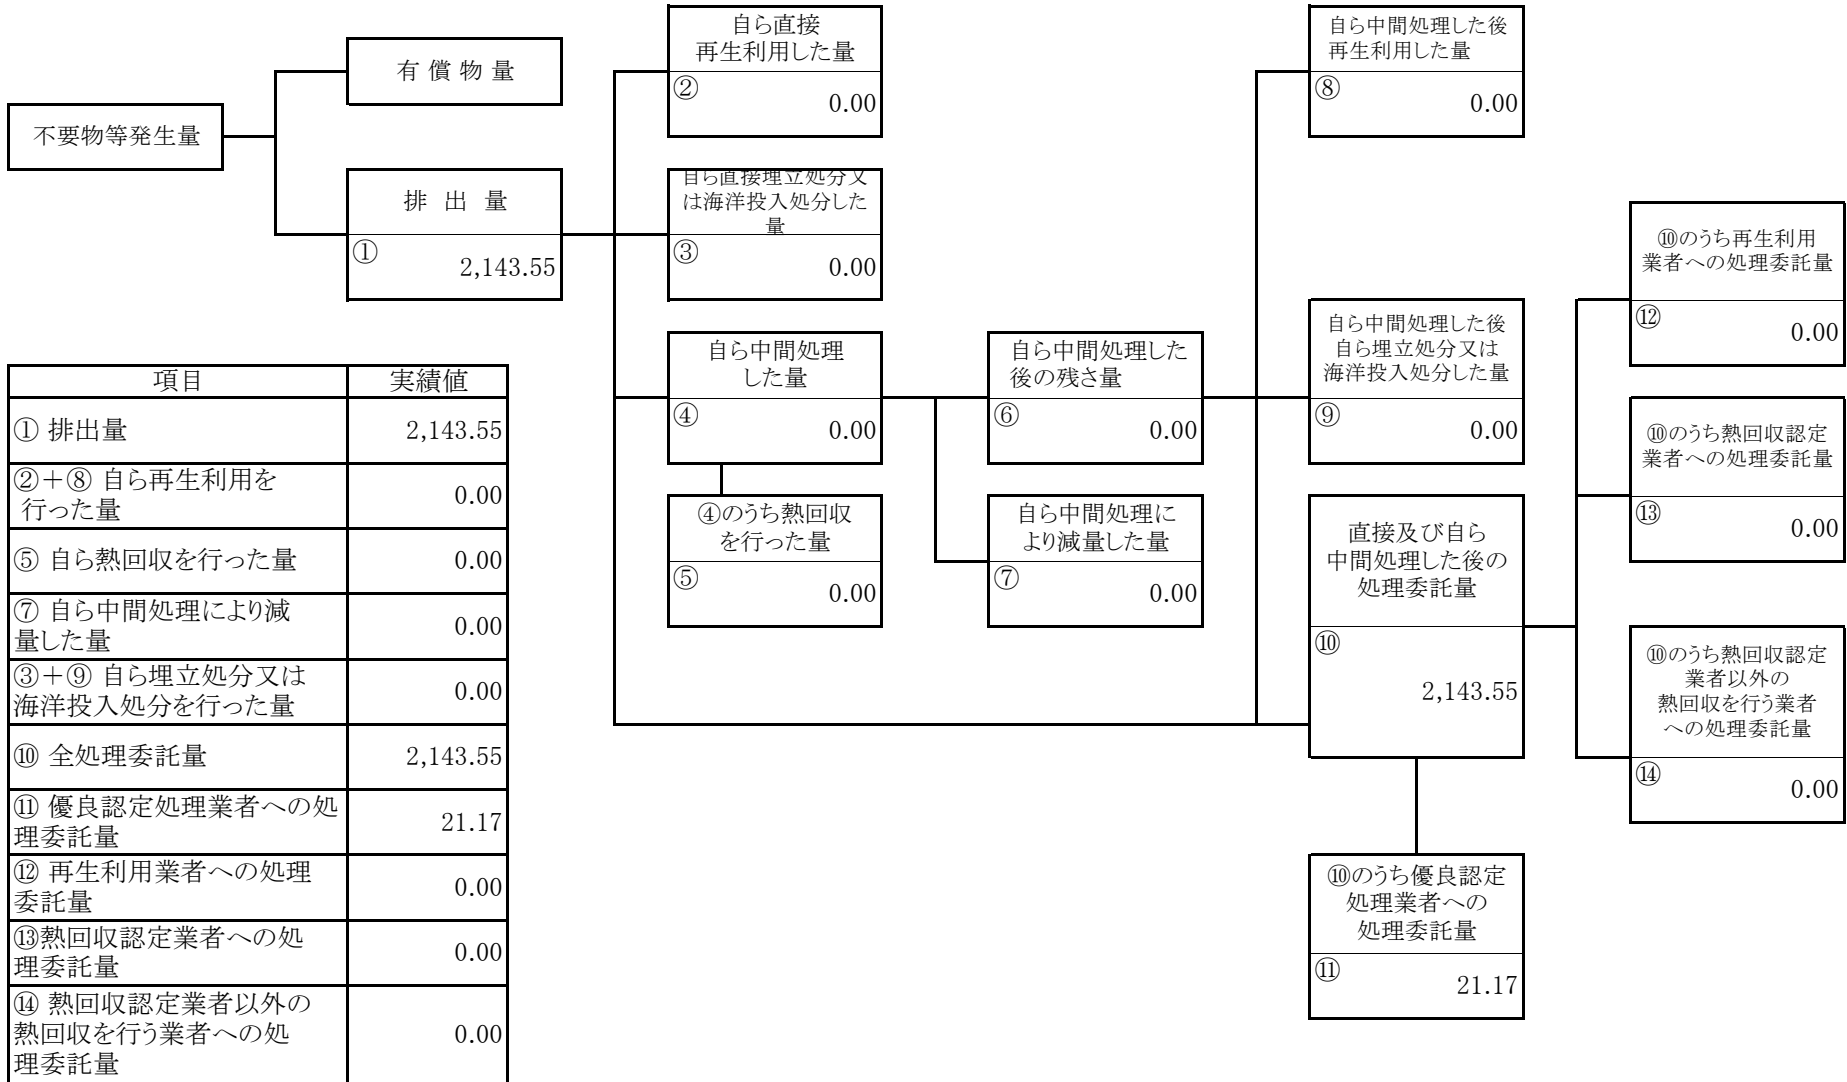 自ら直接
再生利用した量
②
0.00
自ら中間処理した後
再生利用した量
⑧
0.00
有 償 物 量
不要物等発生量
排 出 量
①
2,143.55
自ら直接埋立処分又
は海洋投入処分した
量
③
0.00
⑩のうち再生利用
業者への処理委託量
⑫
0.00
自ら中間処理
した量
④
0.00
自ら中間処理した
後の残さ量
⑥
0.00
自ら中間処理した後
自ら埋立処分又は
海洋投入処分した量
⑨
0.00
⑩のうち熱回収認定
業者への処理委託量
⑬
0.00
④のうち熱回収
を行った量
⑤
0.00
自ら中間処理に
より減量した量
⑦
0.00
直接及び自ら
中間処理した後の
処理委託量
⑩
2,143.55
⑩のうち熱回収認定
業者以外の
熱回収を行う業者
への処理委託量
⑭
0.00
⑩のうち優良認定
処理業者への
処理委託量
⑪
21.17
項目 実績値
① 排出量 2,143.55
②＋⑧ 自ら再生利用を
行った量 0.00
⑤ 自ら熱回収を行った量 0.00
⑦ 自ら中間処理により減
量した量 0.00
③＋⑨ 自ら埋立処分又は
海洋投入処分を行った量 0.00
⑩ 全処理委託量 2,143.55
⑪ 優良認定処理業者への処
理委託量 21.17
⑫ 再生利用業者への処理
委託量 0.00
⑬熱回収認定業者への処
理委託量 0.00
⑭ 熱回収認定業者以外の
熱回収を行う業者への処
理委託量 0.00